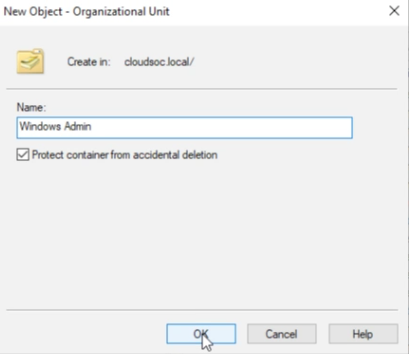 New Object - Organizational Unit
Create in: cloudsoc.local/
Name:
Windows Admin
Protect container from accidental deletion
OK Cancel Help